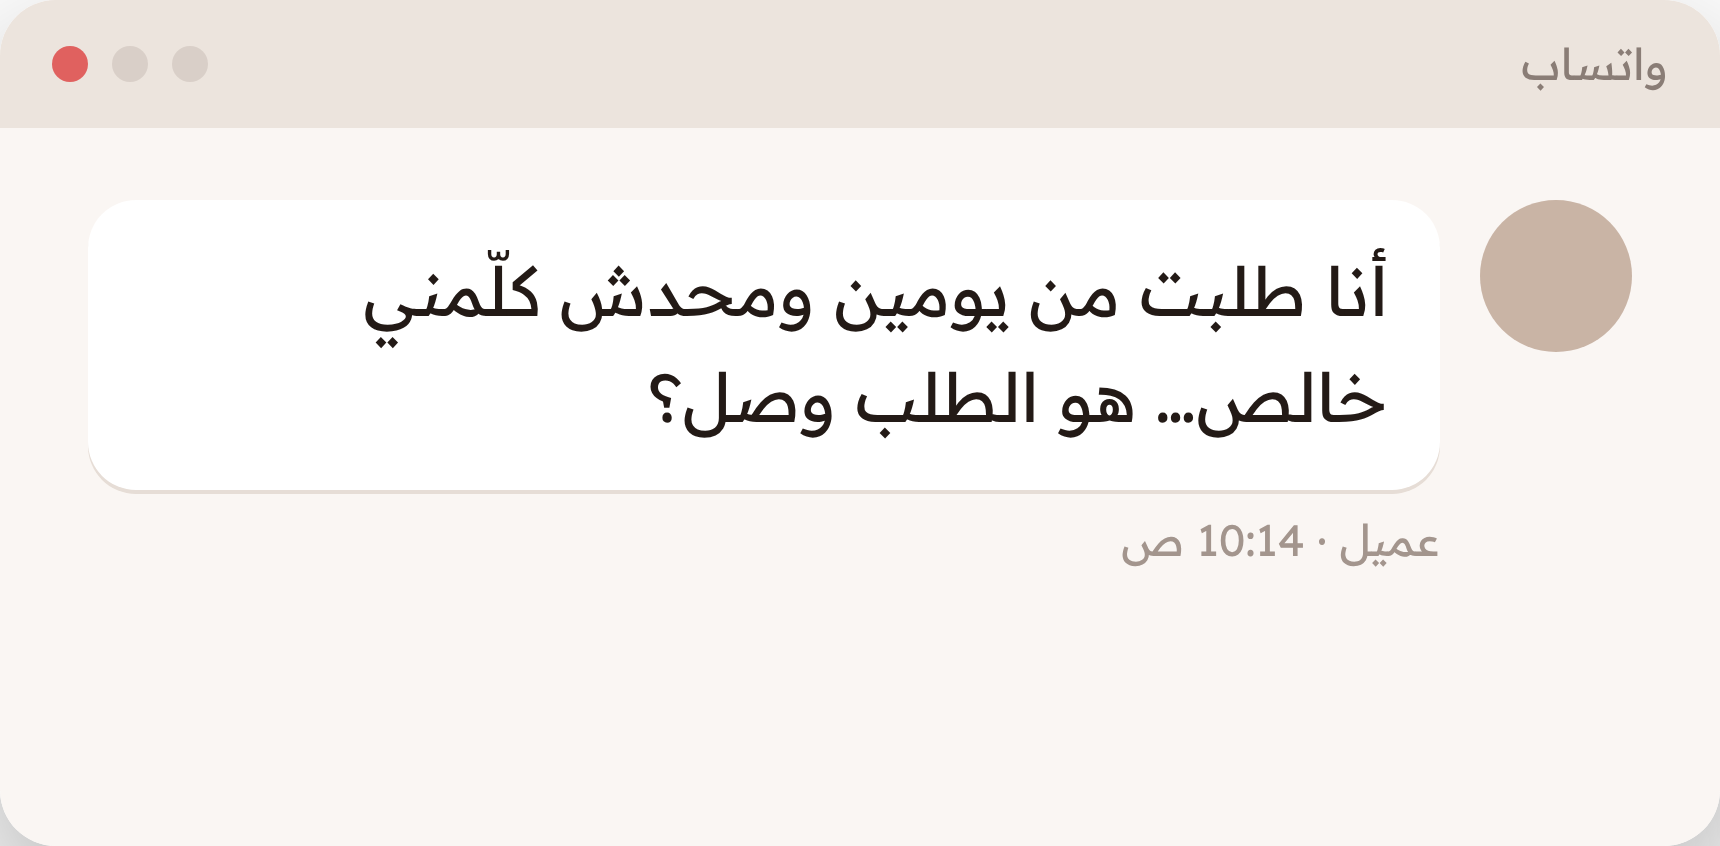 واتساب
أنا طلبت من يومين ومحدش كلّمني
خالص... هو الطلب وصل؟
عميل · 10:14 ص